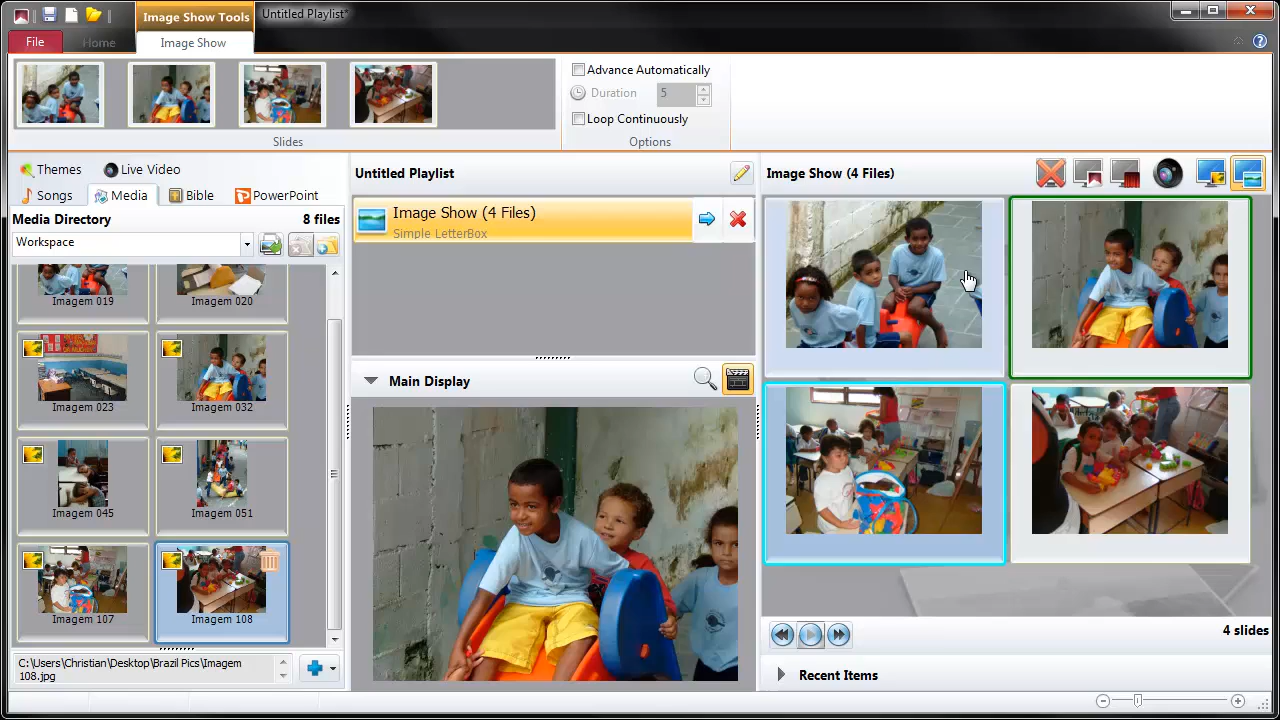 Image Show Tools
Untitled Playlist*
File
Home
Image Show
Advance Automatically
Duration
5
Loop Continuously
Slides
Options
Themes
Live Video
Songs
Media
Bible
PowerPoint
Media Directory
8 files
Workspace
Imagem 019
Imagem 020
Imagem 023
Imagem 032
Imagem 045
Imagem 051
Imagem 107
Imagem 108
C:\Users\Christian\Desktop\Brazil Pics\Imagem
108.jpg
Untitled Playlist
Image Show (4 Files)
Simple LetterBox
Main Display
Image Show (4 Files)
4 slides
Recent Items